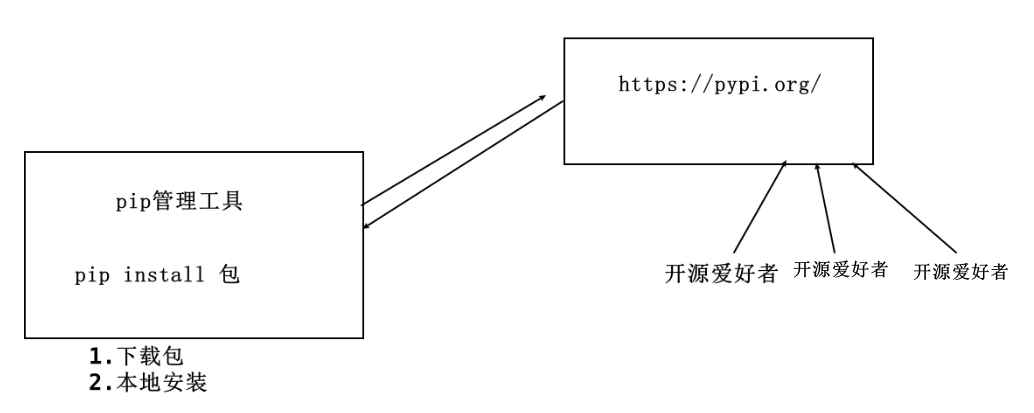 https://pypi.org/
pip管理工具
pip install 包
开源爱好者
开源爱好者
开源爱好者
1.下载包
2.本地安装